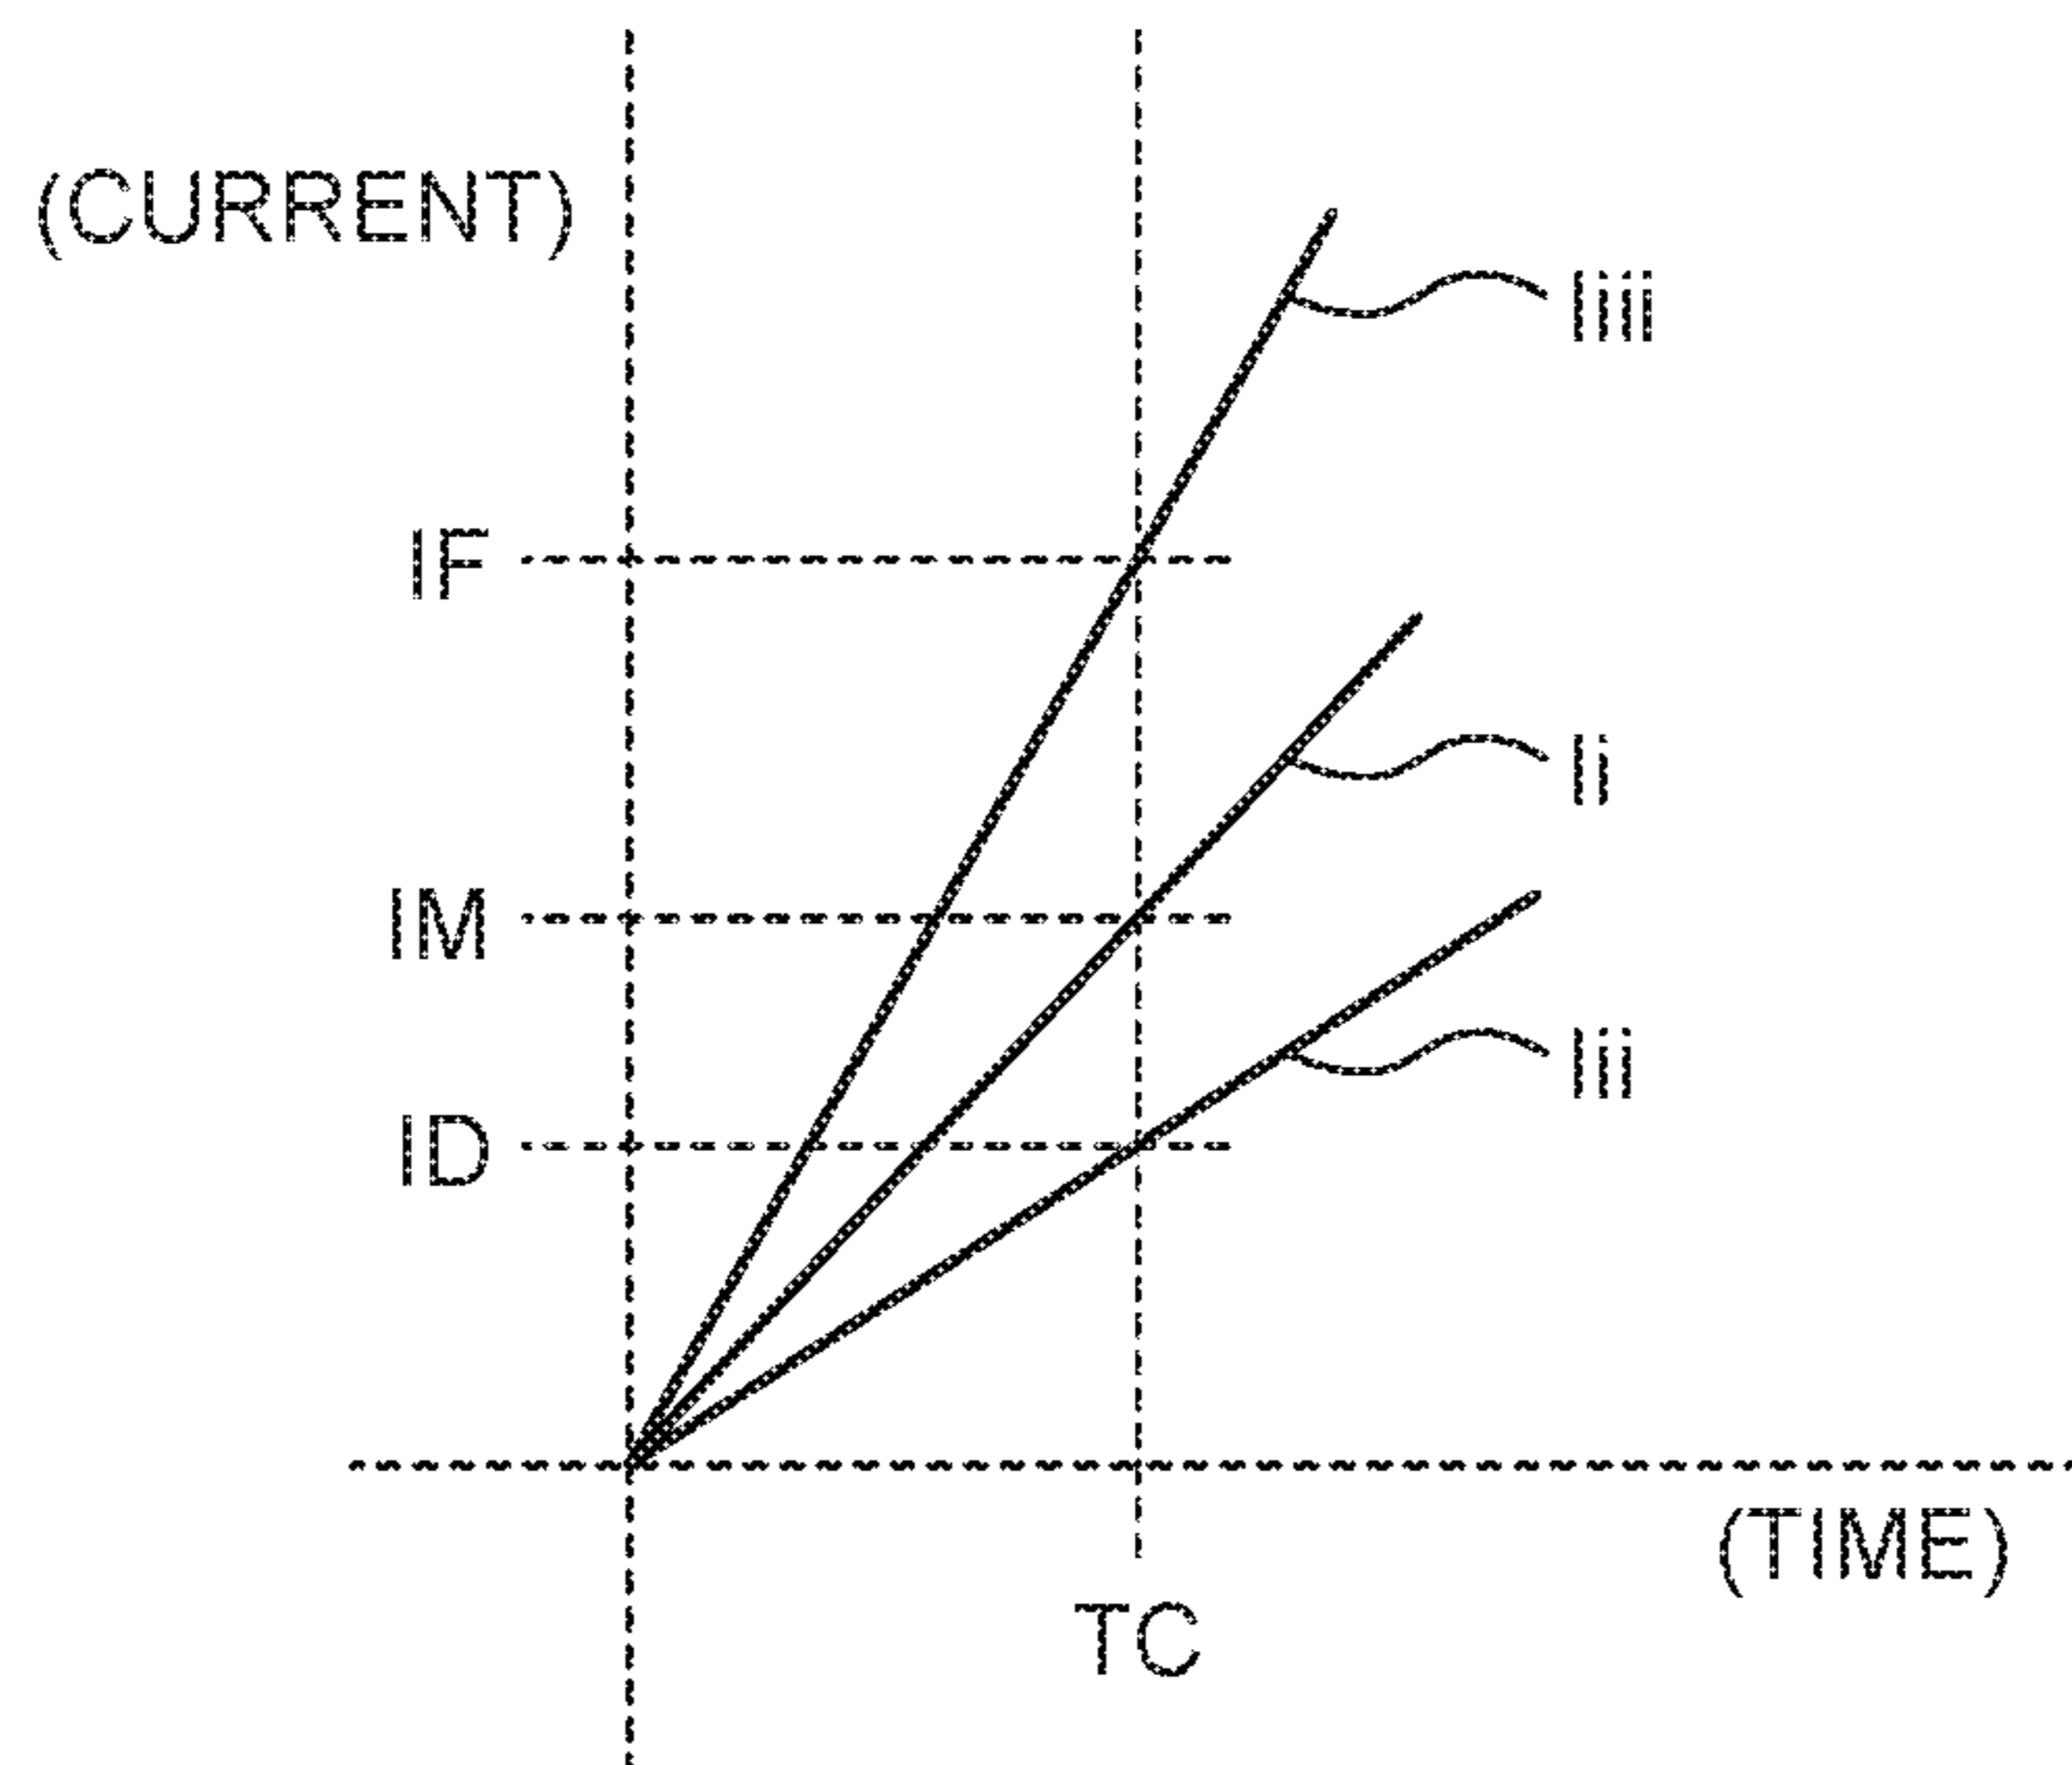 (CURRENT)
Iiii
IF
Ii
IM
Iii
ID
(TIME)
TC